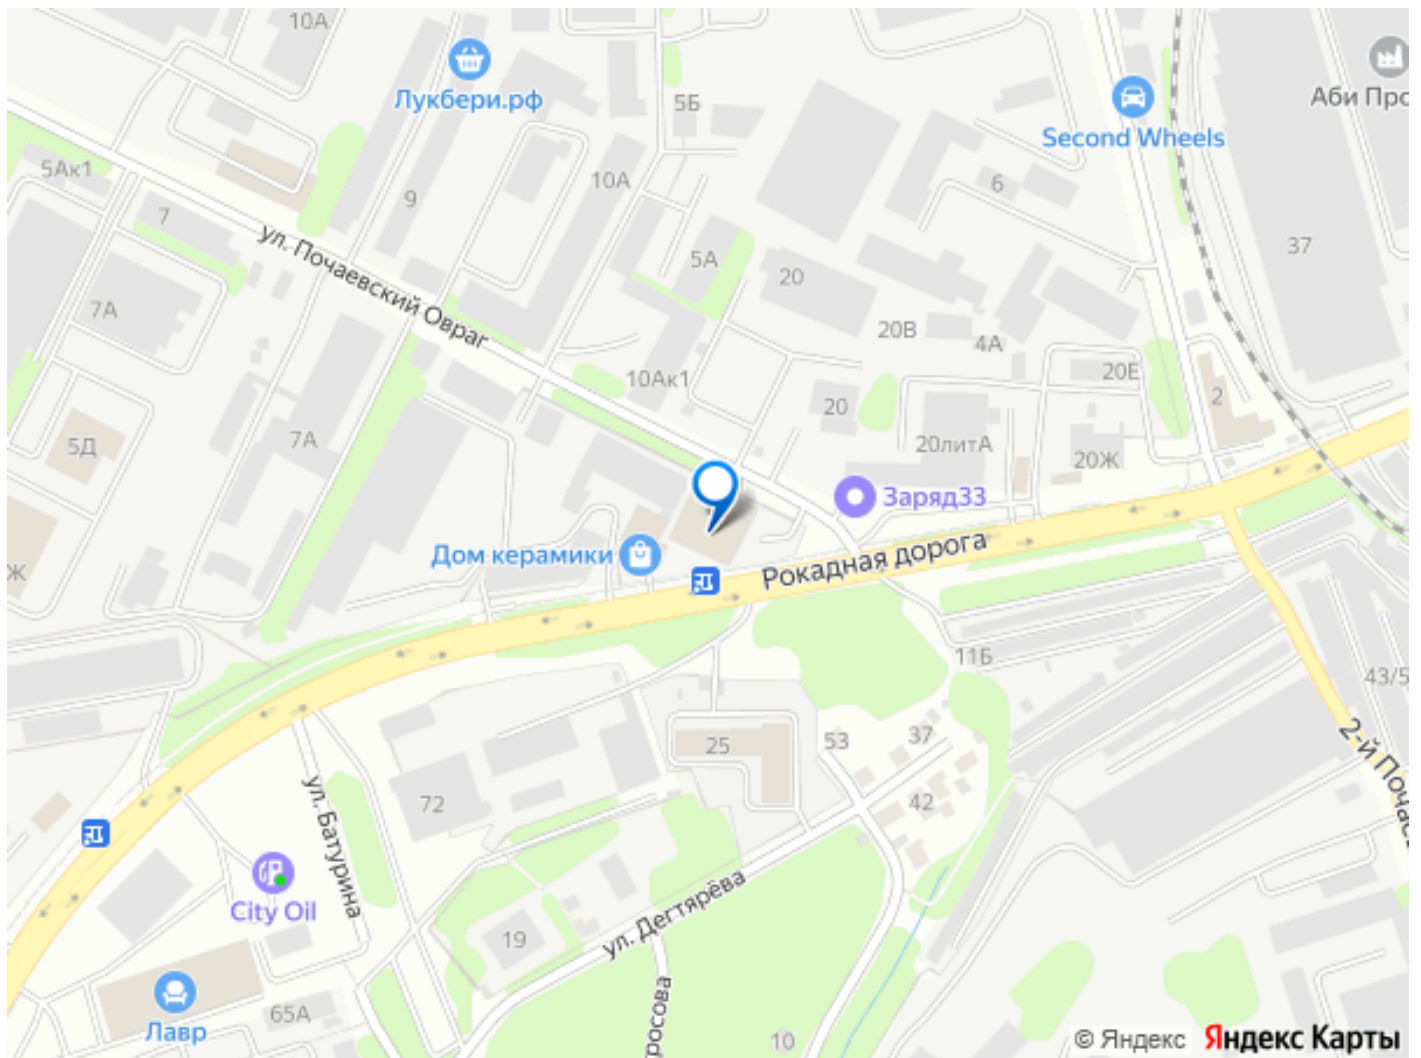 10А
Лукбери.рф
5Б
Second Wheels
Аби Про
5Ак1
7
9
10А
6
ул. Почаевский Овраг
5А
20
37
7А
20В
4А
10Ак1
20Е
20
2
5Д
7А
20литА
20Ж
Заряд33
Дом керамики
Рокадная дорога
Ж
11Б
43/5
25
53
37
2-й Почаев
72
42
ул. Батурина
City Oil
ул. Дегтярёва
19
росова
Лавр
65А
10
© Яндекс Яндекс Карты